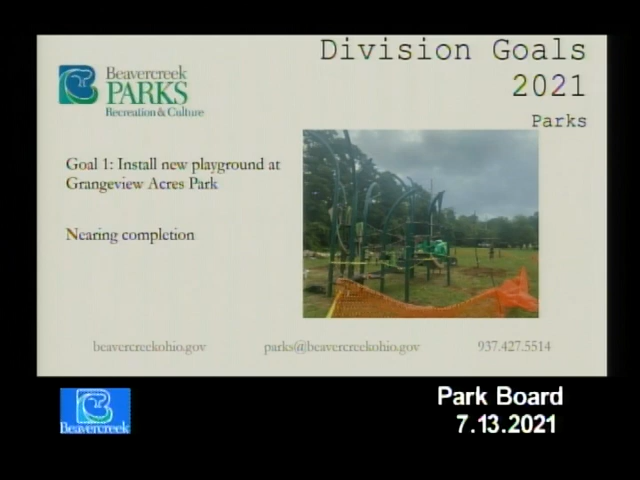 Division Goals
2021
Parks
Beavercreek
PARKS
Recreation & Culture
Goal 1: Install new playground at
Grangeview Acres Park
Nearing completion
beavercreekohio.gov
parks@beavercreekohio.gov
937.427.5514
Beavercreek
Park Board
7.13.2021